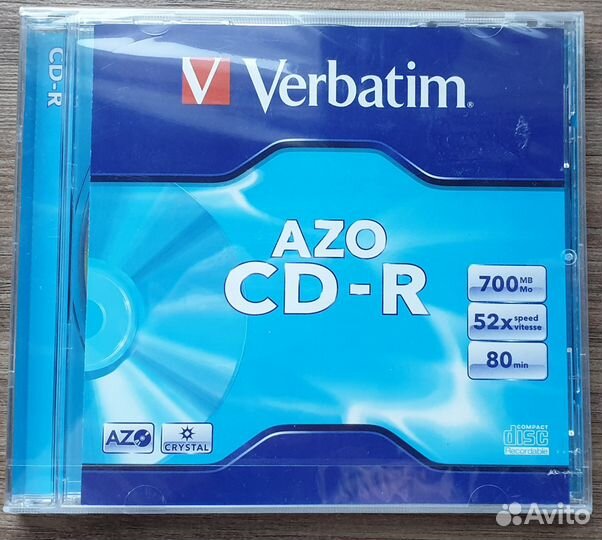 CD-R
V Verbatim®
AZO
CD-R
700 MB Mo
52x speed vitesse
80 min
AZO
CRYSTAL
COMPACT
disc
Recordable
Avito